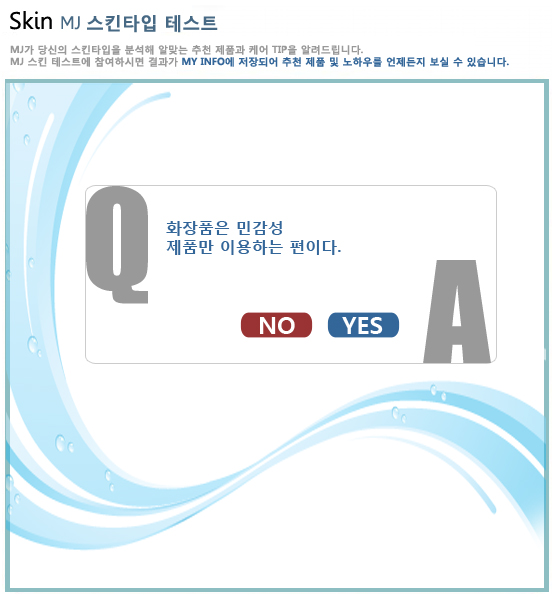 Skin MJ 스킨타입 테스트
MJ가 당신의 스킨타입을 분석해 알맞는 추천 제품과 케어 TIP을 알려드립니다.
MJ 스킨 테스트에 참여하시면 결과가 MY INFO에 저장되어 추천 제품 및 노하우를 언제든지 보실 수 있습니다.
Q
화장품은 민감성
제품만 이용하는 편이다.
NO YES
A